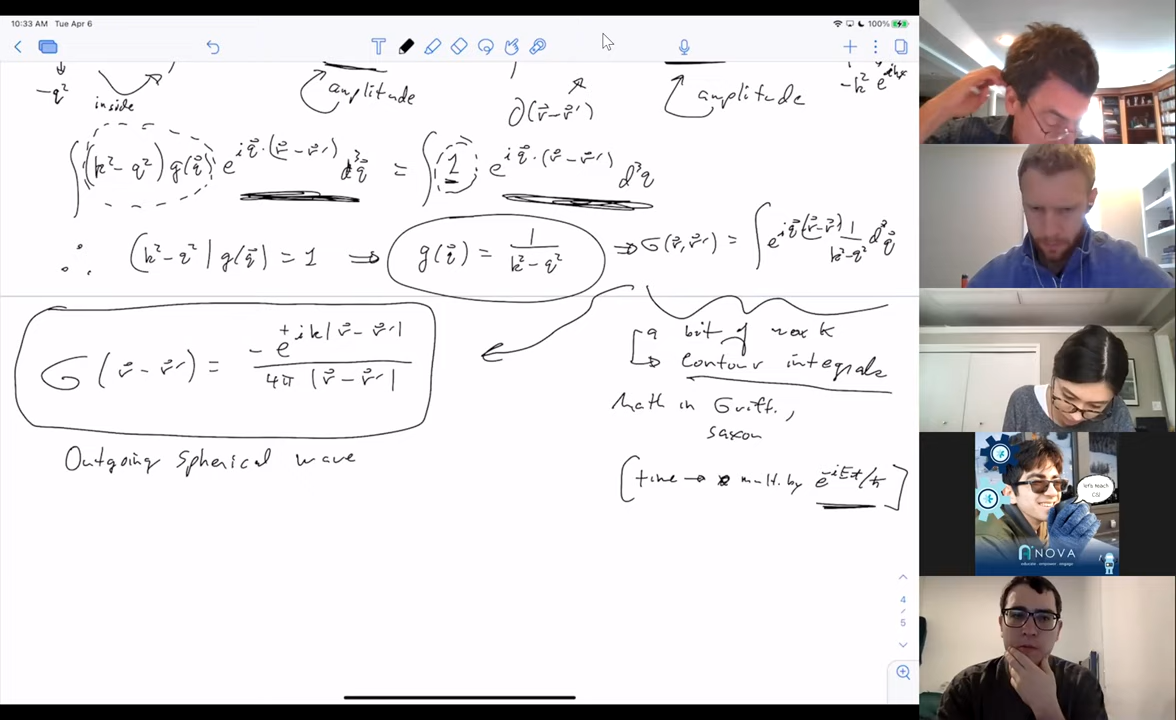 10:33 AM Tue Apr 6
100%
-q²
inside
amplitude
∂(r⃗-r⃗')
amplitude
-k² e^{ikx}
∫(k²-q²) g(q⃗) e^{iq⃗·(r⃗-r⃗')} d³q⃗ = ∫ 1 e^{iq⃗·(r⃗-r⃗')} d³q
∴ (k²-q²) g(q⃗) = 1 ⇒ g(q⃗) = 1/(k²-q²) ⇒ G(r⃗,r⃗') = ∫ e^{iq⃗(r⃗-r⃗')} 1/(k²-q²) d³q⃗
G(r⃗-r⃗') = -e^{+ik|r⃗-r⃗'|} / 4π|r⃗-r⃗'|
a bit of work
→ contour integrals
Math in Griff.,
saxon
Outgoing spherical wave
[time → mult. by e^{-iEt/ħ}]
4
/
5
let's teach
CS!
NOVA
educate . empower . engage